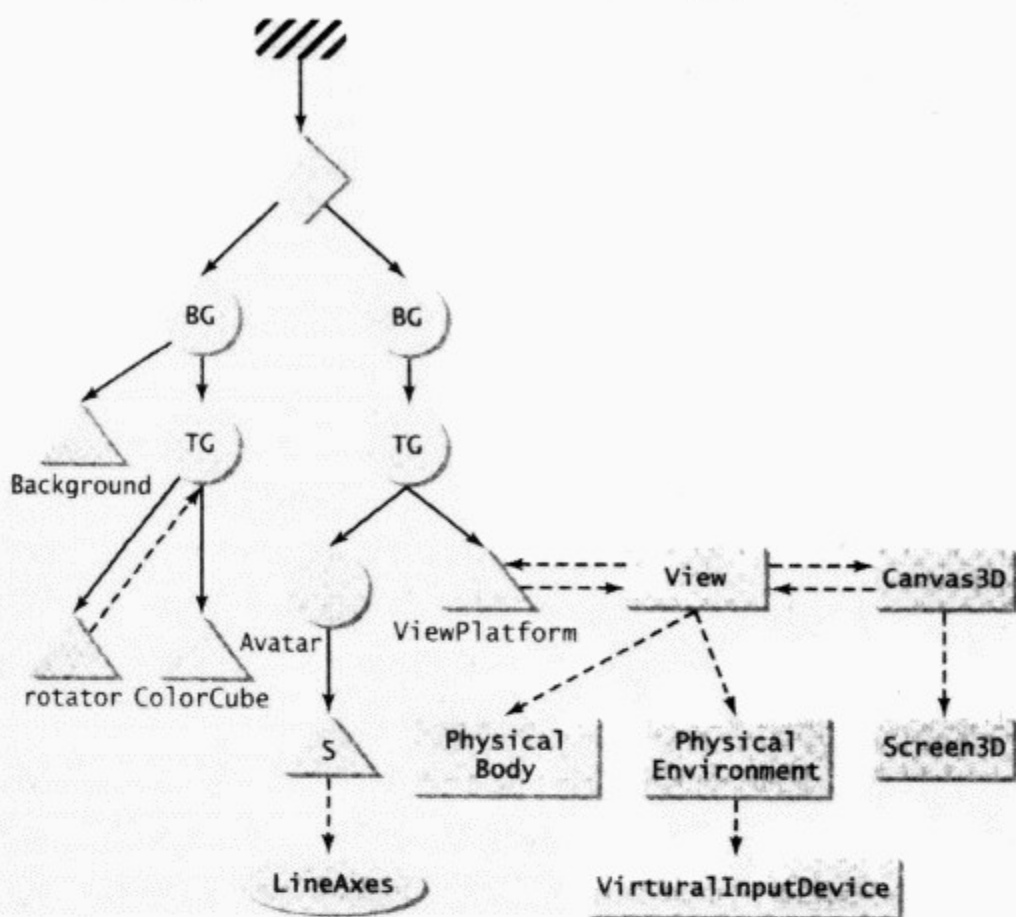 BG
BG
TG
TG
Background
View
Canvas3D
Avatar
ViewPlatform
rotator
ColorCube
S
Physical
Body
Physical
Environment
Screen3D
LineAxes
VirturalInputDevice